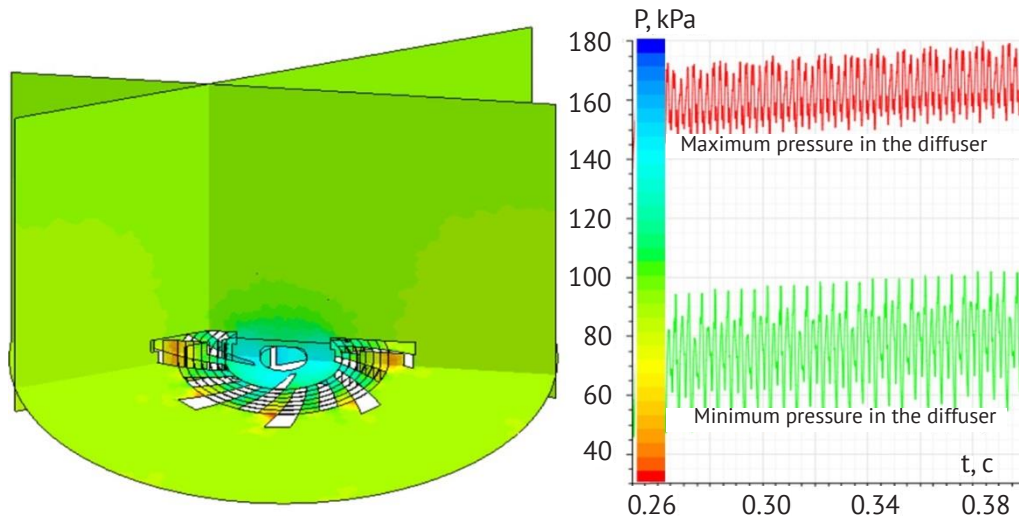 P, kPa
180
160
140
120
100
80
60
40
Maximum pressure in the diffuser
Minimum pressure in the diffuser
t, c
0.26 0.30 0.34 0.38